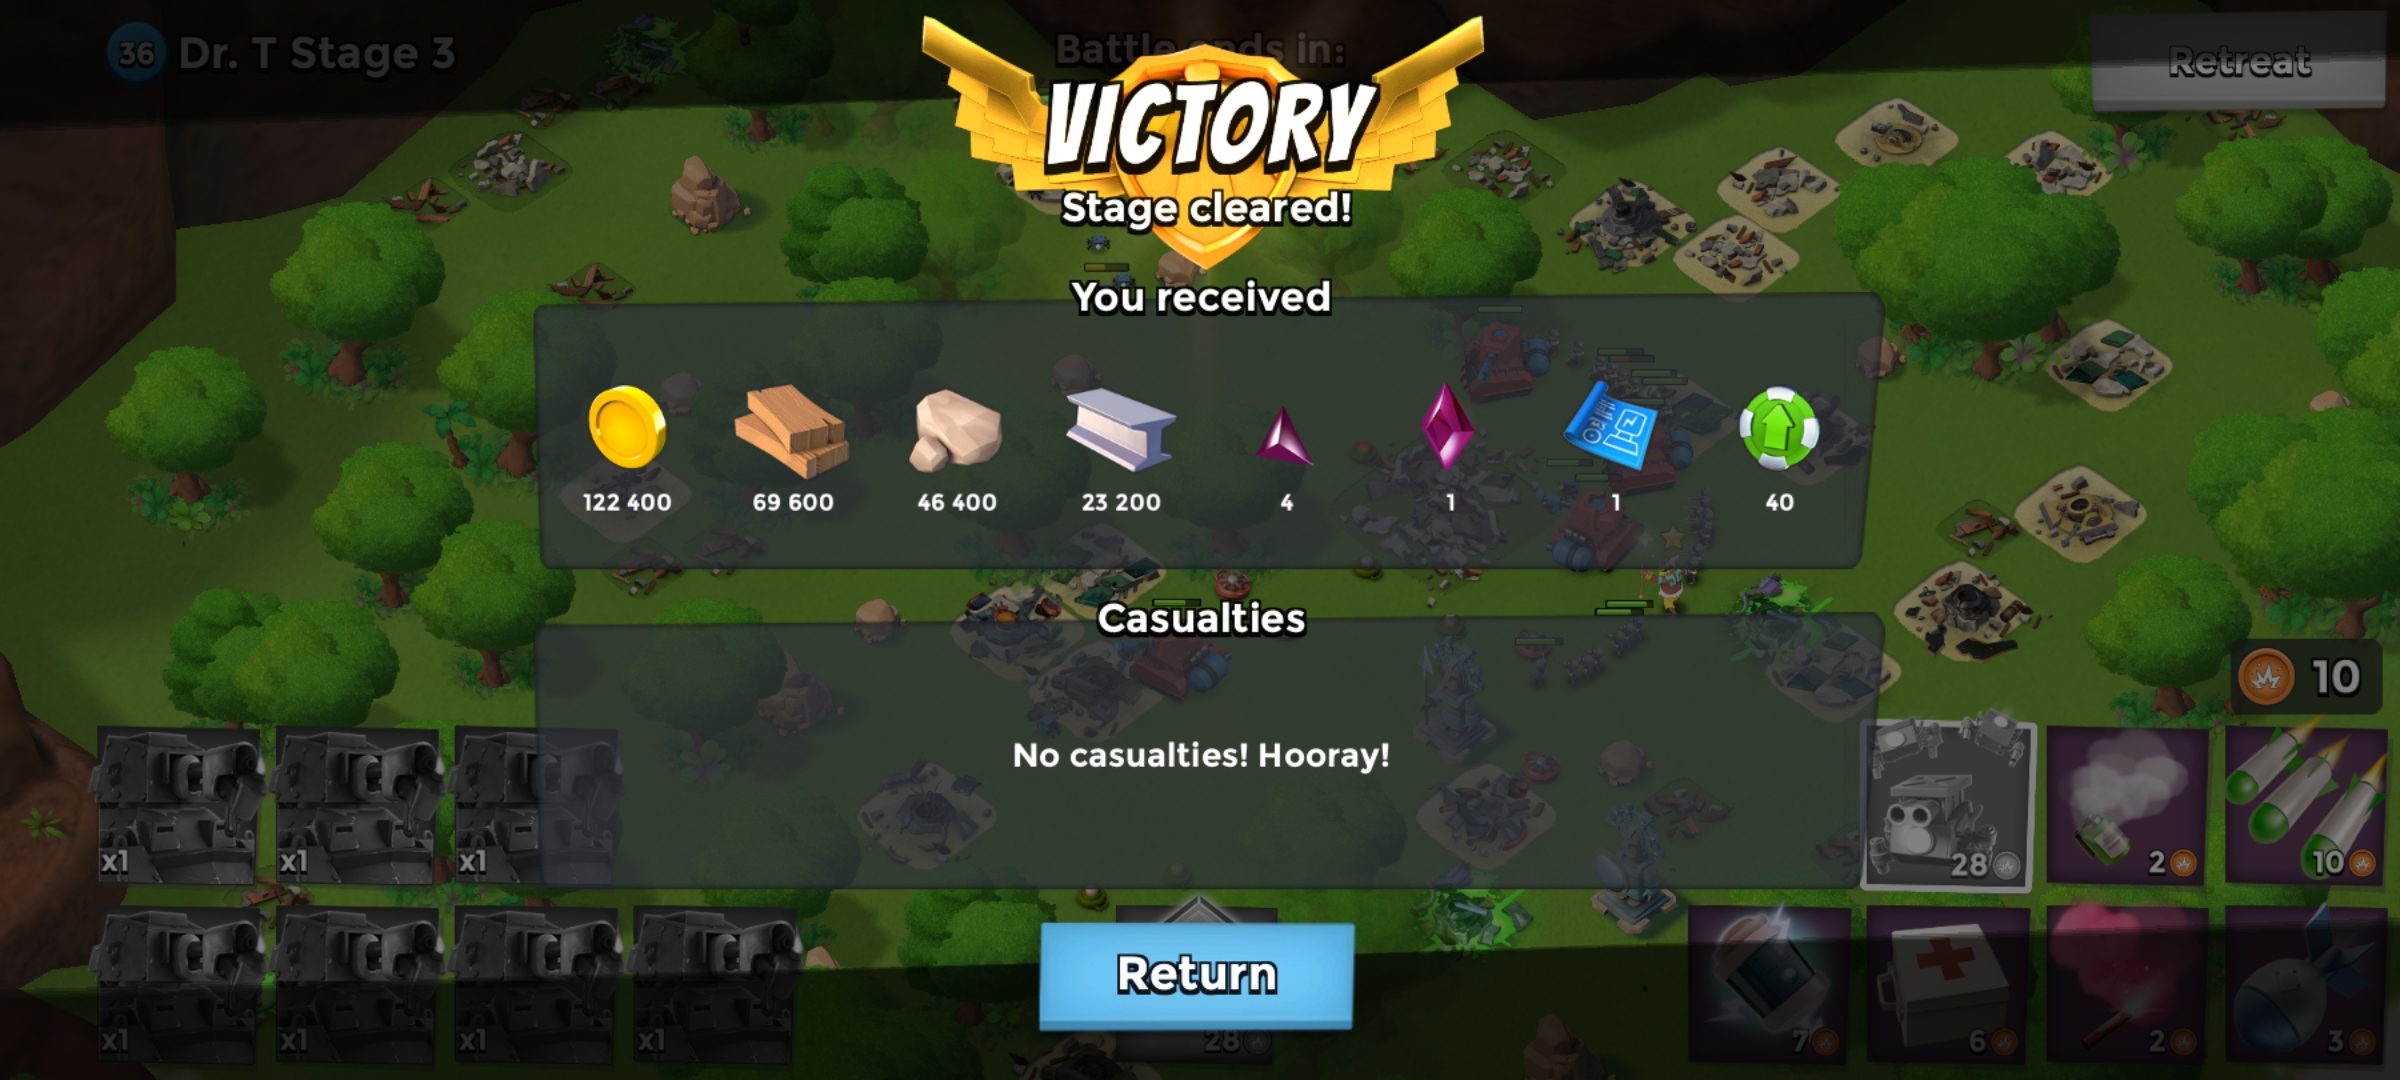 36 Dr. T Stage 3
Battle ends in:
Retreat
VICTORY
Stage cleared!
You received
122 400
69 600
46 400
23 200
4
1
1
40
Casualties
No casualties! Hooray!
10
x1
x1
x1
28
2
10
Return
x1
x1
x1
x1
28
7
6
2
3